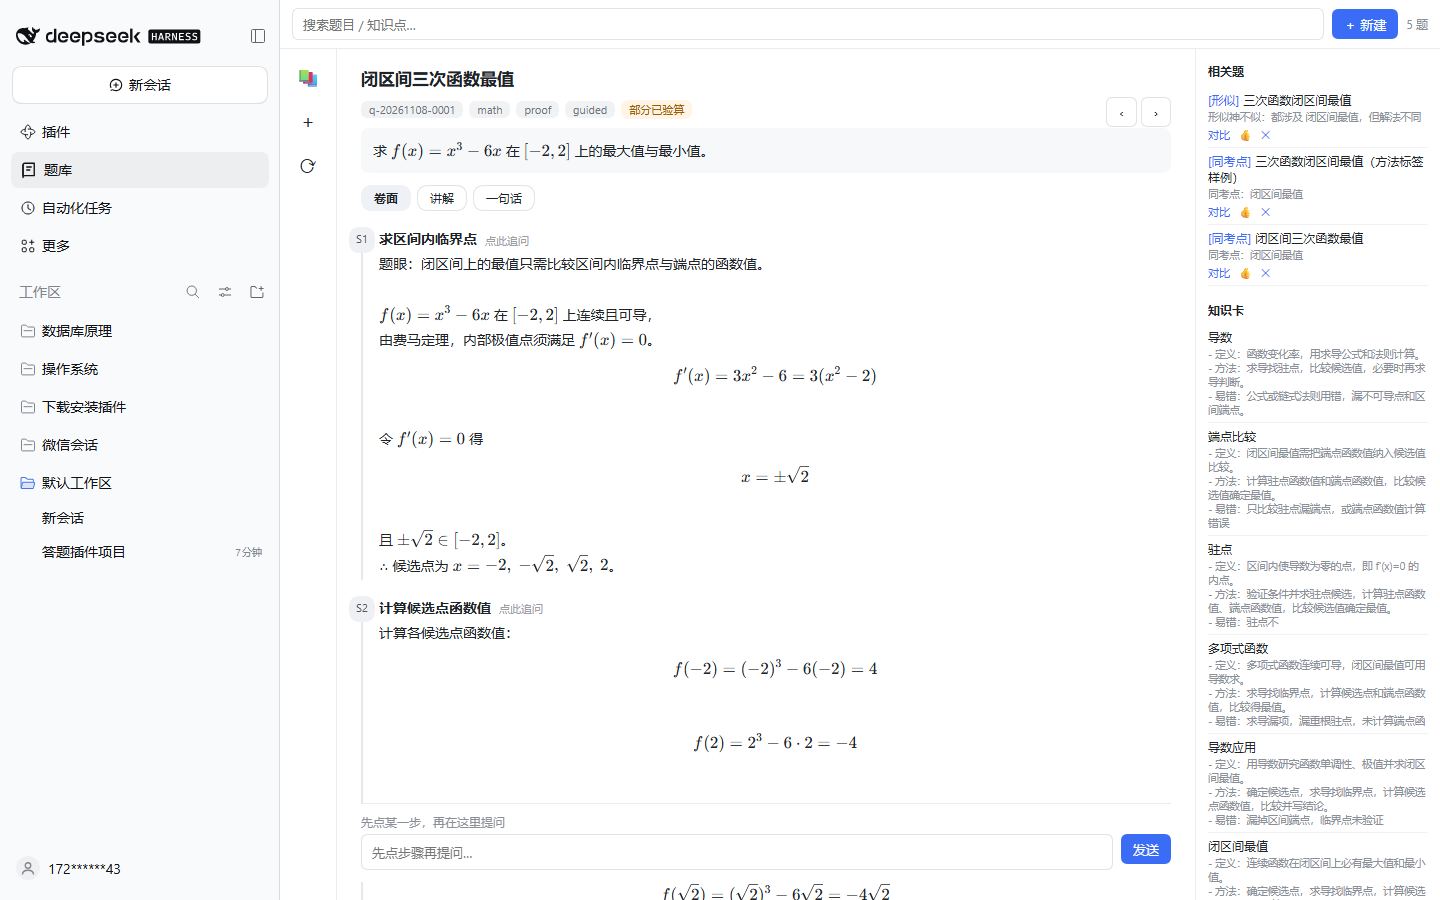 deepseek HARNESS
新会话
插件
题库
自动化任务
更多
工作区
数据库原理
操作系统
下载安装插件
微信会话
默认工作区
新会话
答题插件项目 7分钟
172******43
搜索题目 / 知识点...
+ 新建 5 题
闭区间三次函数最值
q-20261108-0001 math proof guided 部分已验算
‹ ›
求 f(x) = x³ − 6x 在 [−2, 2] 上的最大值与最小值。
卷面 讲解 一句话
S1 求区间内临界点 点此追问
题眼：闭区间上的最值只需比较区间内临界点与端点的函数值。
f(x) = x³ − 6x 在 [−2, 2] 上连续且可导，
由费马定理，内部极值点须满足 f′(x) = 0。
f′(x) = 3x² − 6 = 3(x² − 2)
令 f′(x) = 0 得
x = ±√2
且 ±√2 ∈ [−2, 2]。
∴ 候选点为 x = −2, −√2, √2, 2。
S2 计算候选点函数值 点此追问
计算各候选点函数值：
f(−2) = (−2)³ − 6(−2) = 4
f(2) = 2³ − 6 · 2 = −4
先点某一步，再在这里提问
先点步骤再提问...
发送
f(√2) = (√2)³ − 6√2 = −4√2
相关题
[形似] 三次函数闭区间最值
形似神不似：都涉及 闭区间最值，但解法不同
对比 👍 ×
[同考点] 三次函数闭区间最值（方法标签
样例）
同考点：闭区间最值
对比 👍 ×
[同考点] 闭区间三次函数最值
同考点：闭区间最值
对比 👍 ×
知识卡
导数
- 定义：函数变化率，用求导公式和法则计算。
- 方法：求导找驻点，比较候选值，必要时再求
导判断。
- 易错：公式或链式法则用错，漏不可导点和区
间端点。
端点比较
- 定义：闭区间最值需把端点函数值纳入候选值
比较。
- 方法：计算驻点函数值和端点函数值，比较候
选值确定最值。
- 易错：只比较驻点漏端点，或端点函数值计算
错误
驻点
- 定义：区间内使导数为零的点，即 f'(x)=0 的
内点。
- 方法：验证条件并求驻点候选，计算驻点函数
值、端点函数值，比较候选值确定最值。
- 易错：驻点不
多项式函数
- 定义：多项式函数连续可导，闭区间最值可用
导数求。
- 方法：求导找临界点，计算候选点和端点函数
值，比较得最值。
- 易错：求导漏项，漏重根驻点，未计算端点函
导数应用
- 定义：用导数研究函数单调性、极值并求闭区
间最值。
- 方法：确定候选点，求导找临界点，计算候选
点函数值，比较并写结论。
- 易错：漏掉区间端点，临界点未验证
闭区间最值
- 定义：连续函数在闭区间上必有最大值和最小
值。
- 方法：确定候选点，求导找临界点，计算候选